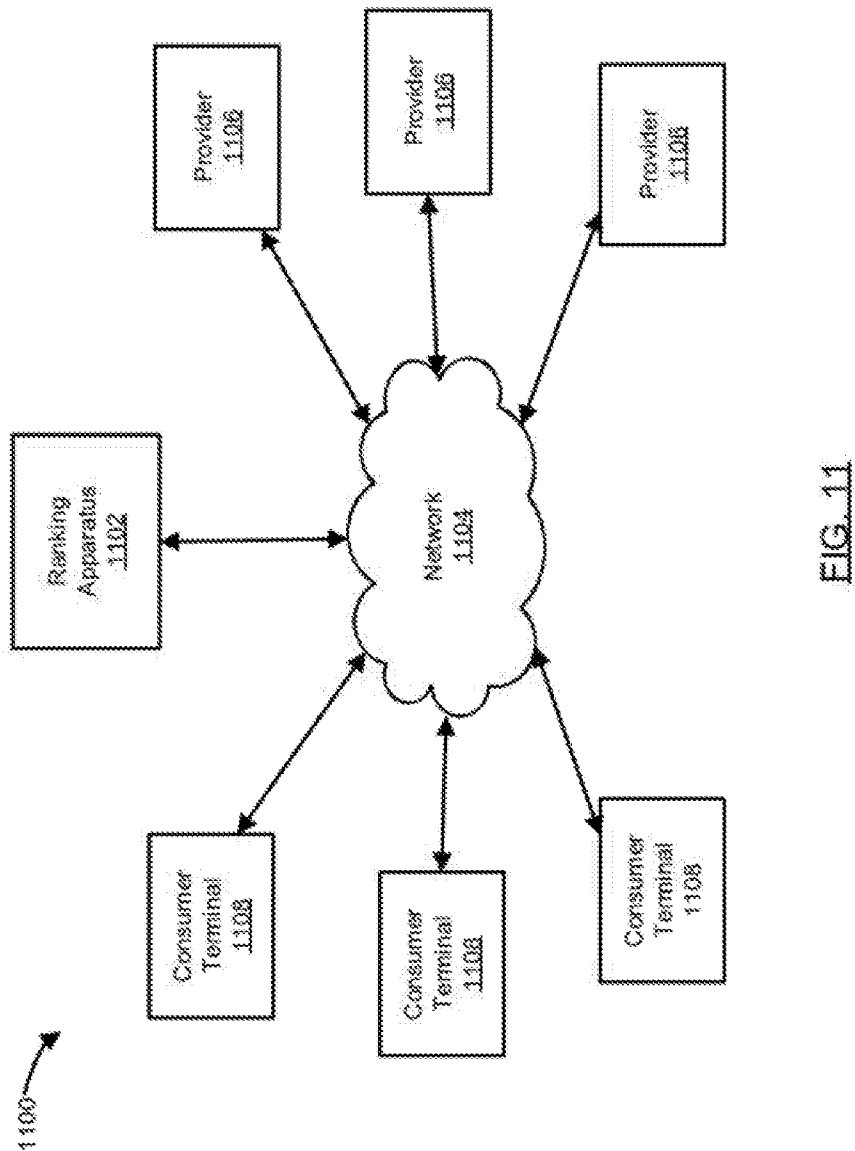 1100
Ranking
Apparatus
1102
Consumer
Terminal
1108
Provider
1106
Consumer
Terminal
1108
Network
1104
Provider
1106
Consumer
Terminal
1108
Provider
1106
FIG. 11